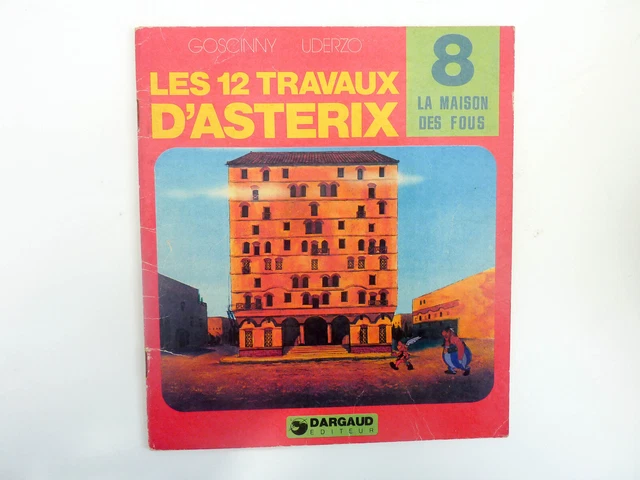 GOSCINNY UDERZO
LES 12 TRAVAUX
D'ASTERIX
8
LA MAISON
DES FOUS
DARGAUD
EDITEUR